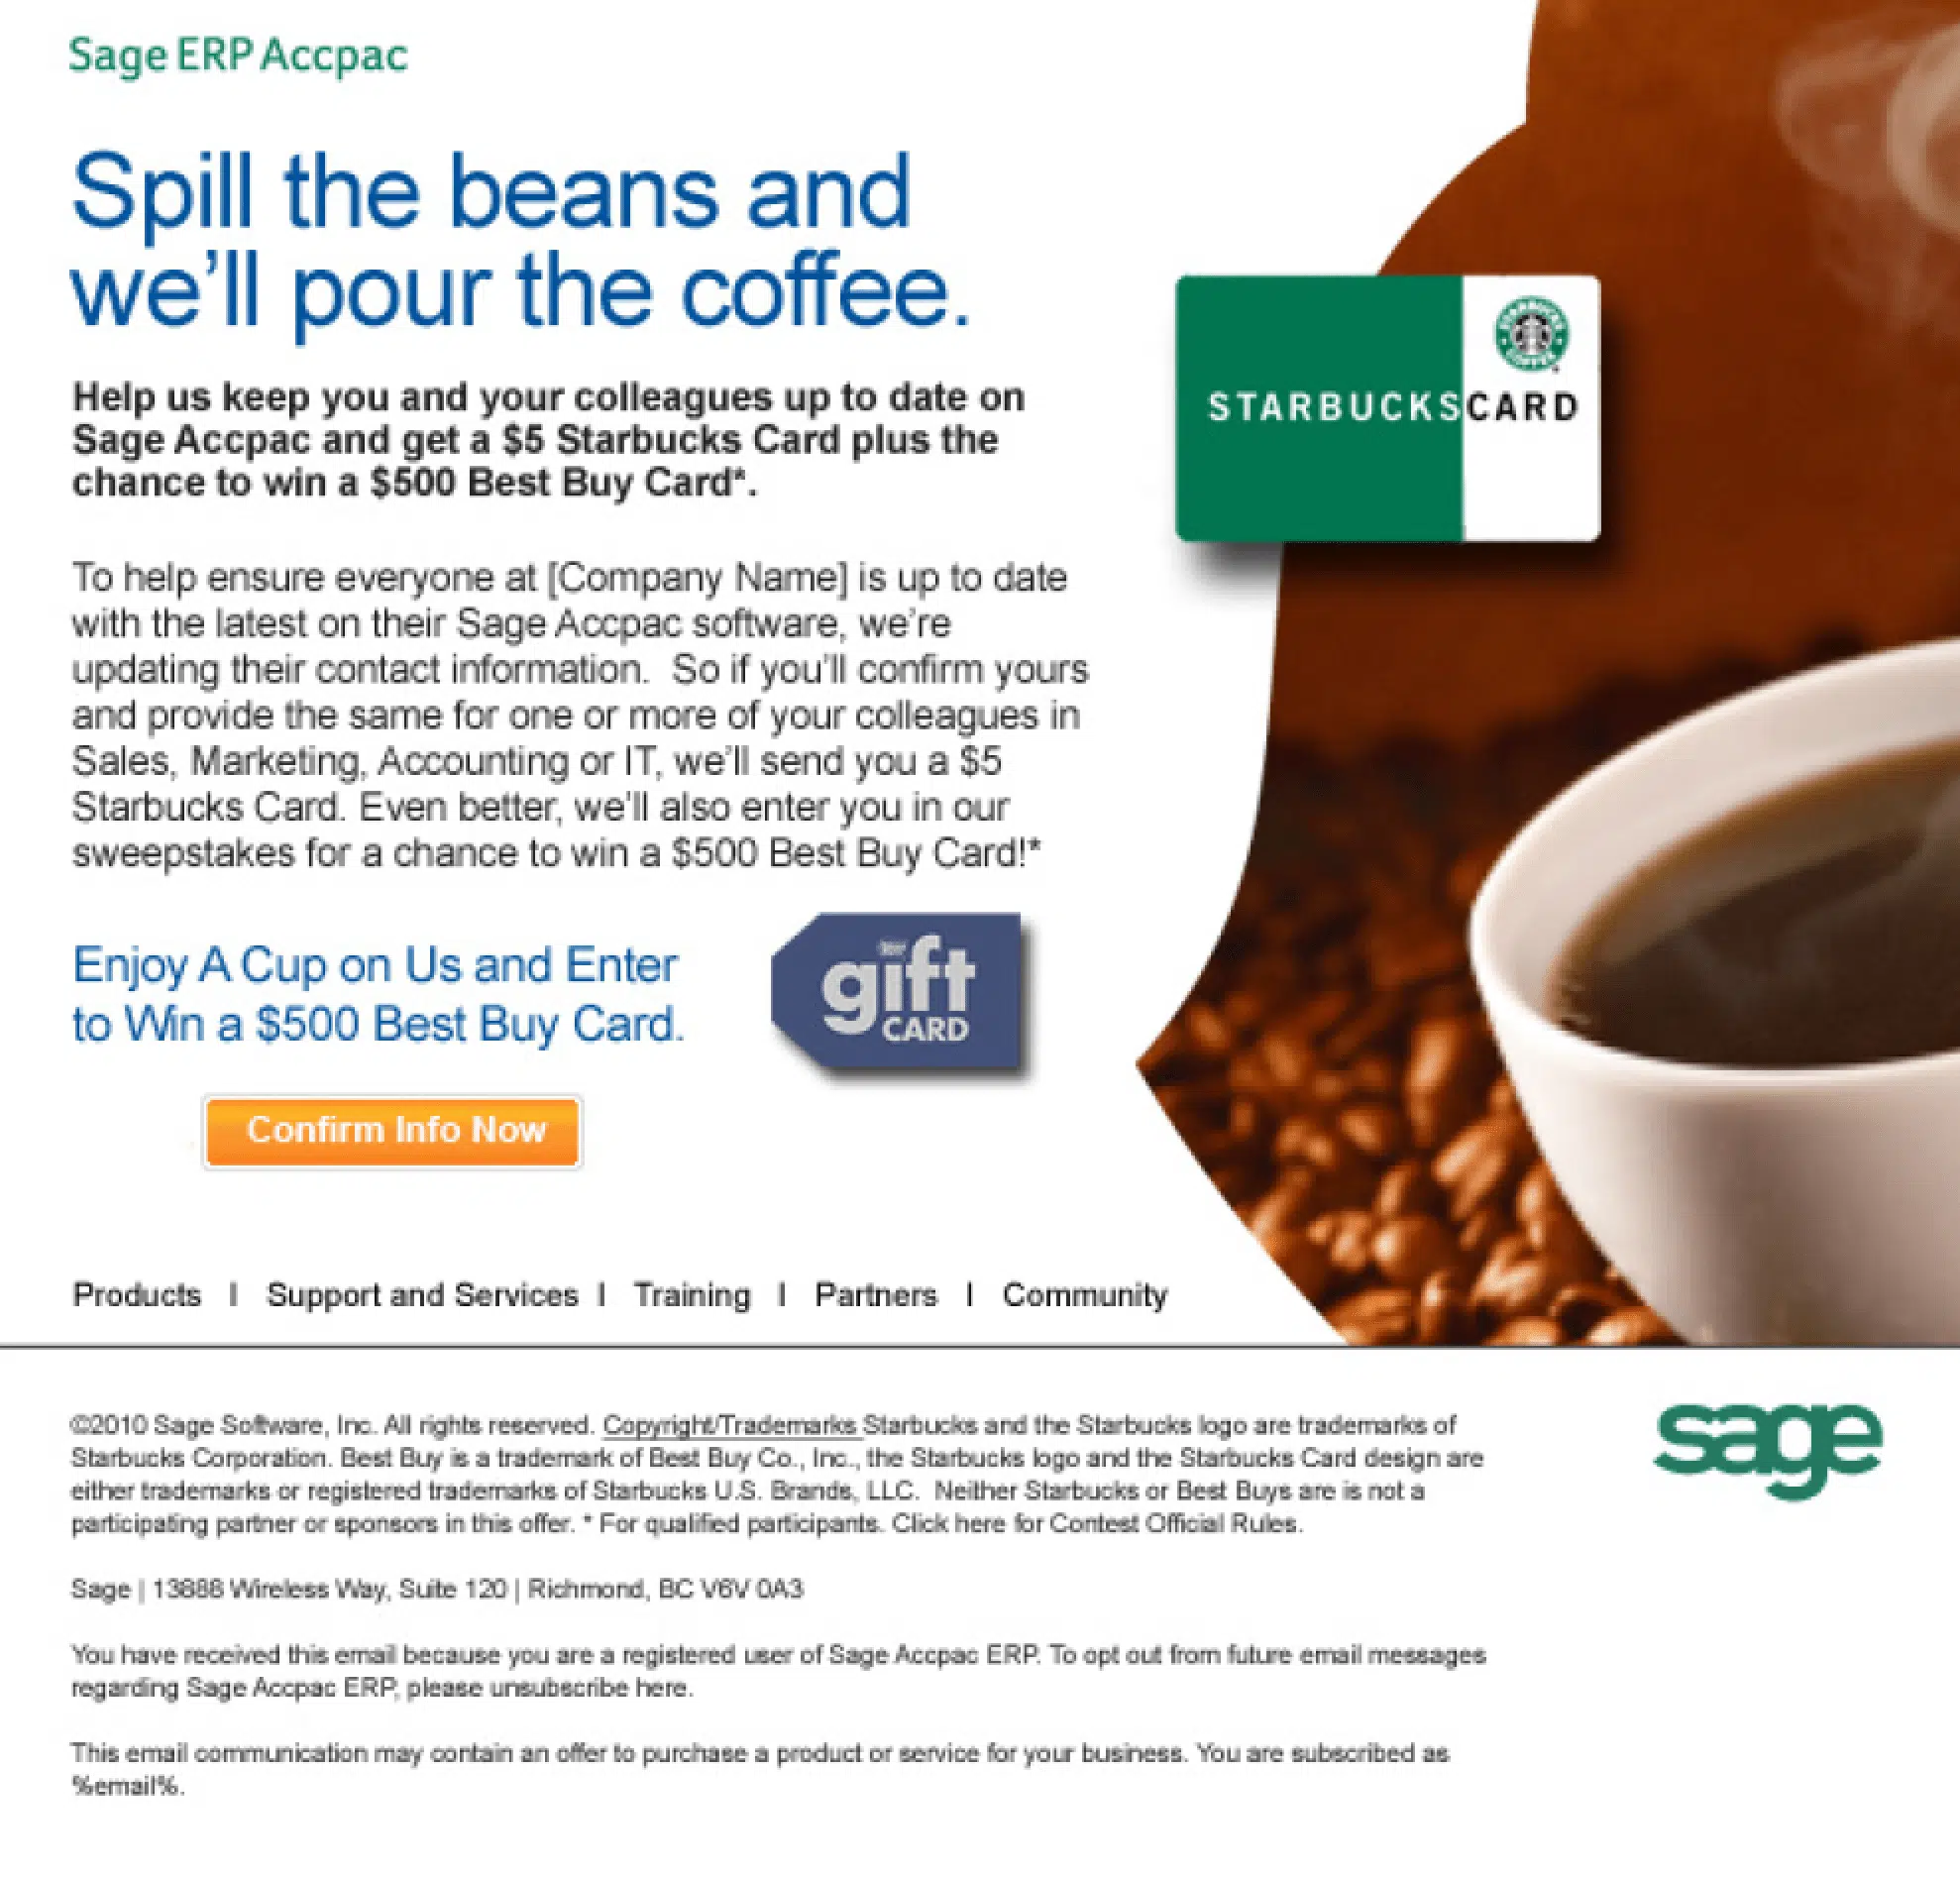 Sage ERP Accpac
Spill the beans and
we’ll pour the coffee.
Help us keep you and your colleagues up to date on
Sage Accpac and get a $5 Starbucks Card plus the
chance to win a $500 Best Buy Card*.
STARBUCKS COFFEE
STARBUCKSCARD
To help ensure everyone at [Company Name] is up to date
with the latest on their Sage Accpac software, we’re
updating their contact information.  So if you’ll confirm yours
and provide the same for one or more of your colleagues in
Sales, Marketing, Accounting or IT, we’ll send you a $5
Starbucks Card. Even better, we’ll also enter you in our
sweepstakes for a chance to win a $500 Best Buy Card!*
Enjoy A Cup on Us and Enter
to Win a $500 Best Buy Card.
gift
CARD
Confirm Info Now
Products | Support and Services | Training | Partners | Community
©2010 Sage Software, Inc. All rights reserved. Copyright/Trademarks Starbucks and the Starbucks logo are trademarks of
Starbucks Corporation. Best Buy is a trademark of Best Buy Co., Inc., the Starbucks logo and the Starbucks Card design are
either trademarks or registered trademarks of Starbucks U.S. Brands, LLC.  Neither Starbucks or Best Buys are is not a
participating partner or sponsors in this offer. * For qualified participants. Click here for Contest Official Rules.
sage
Sage | 13888 Wireless Way, Suite 120 | Richmond, BC V6V 0A3
You have received this email because you are a registered user of Sage Accpac ERP. To opt out from future email messages
regarding Sage Accpac ERP, please unsubscribe here.
This email communication may contain an offer to purchase a product or service for your business. You are subscribed as
%email%.